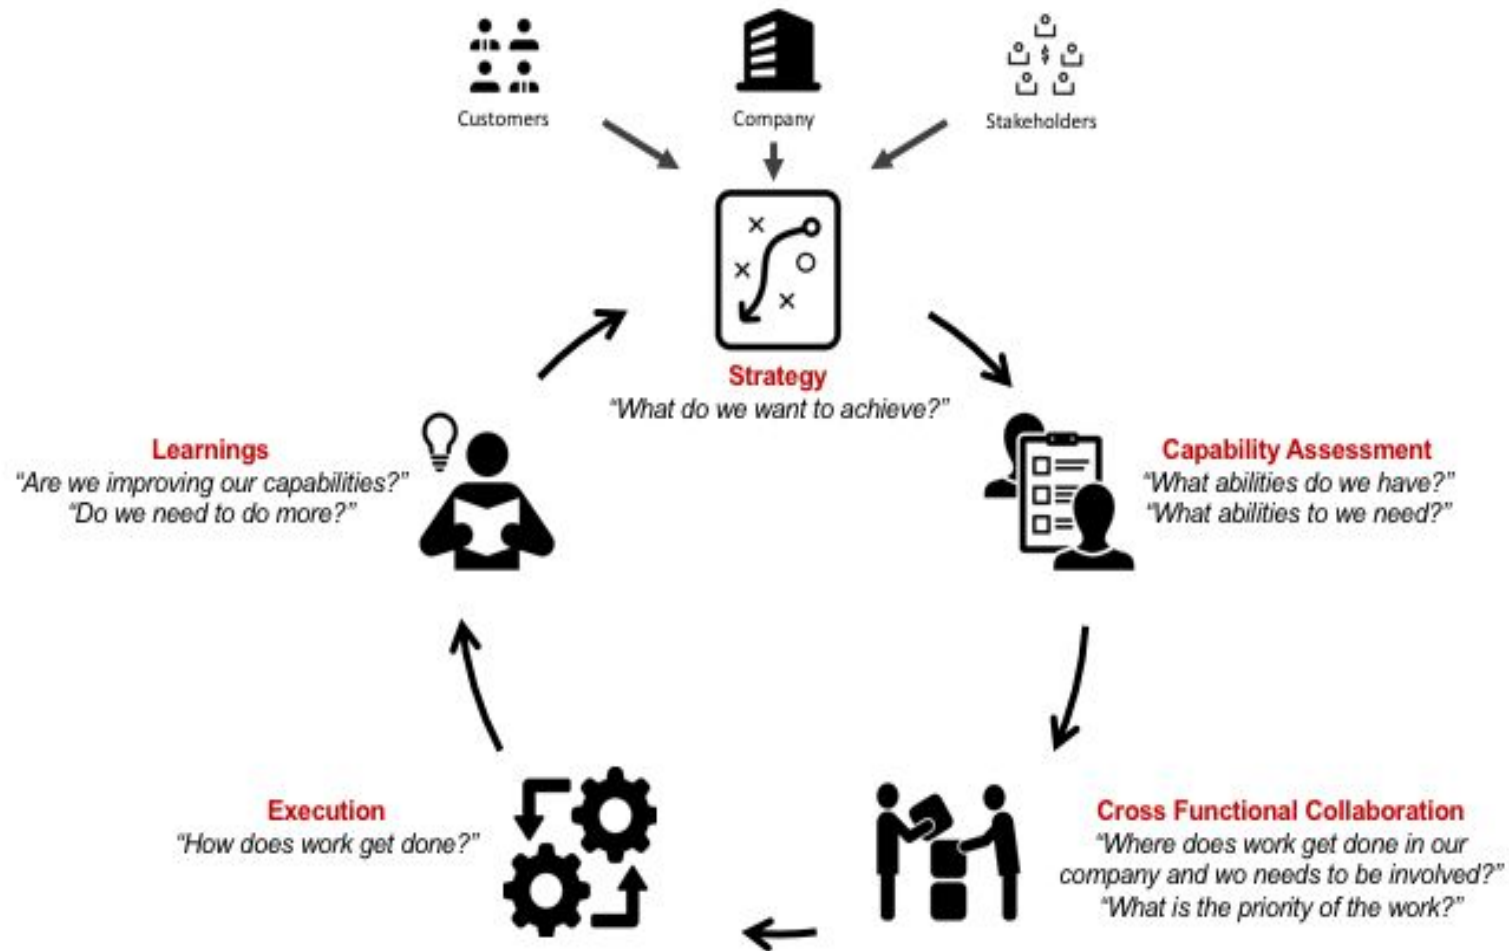 Customers
Company
Stakeholders
Strategy
“What do we want to achieve?”
Learnings
“Are we improving our capabilities?”
“Do we need to do more?”
Capability Assessment
“What abilities do we have?”
“What abilities to we need?”
Execution
“How does work get done?”
Cross Functional Collaboration
“Where does work get done in our
company and wo needs to be involved?”
“What is the priority of the work?”